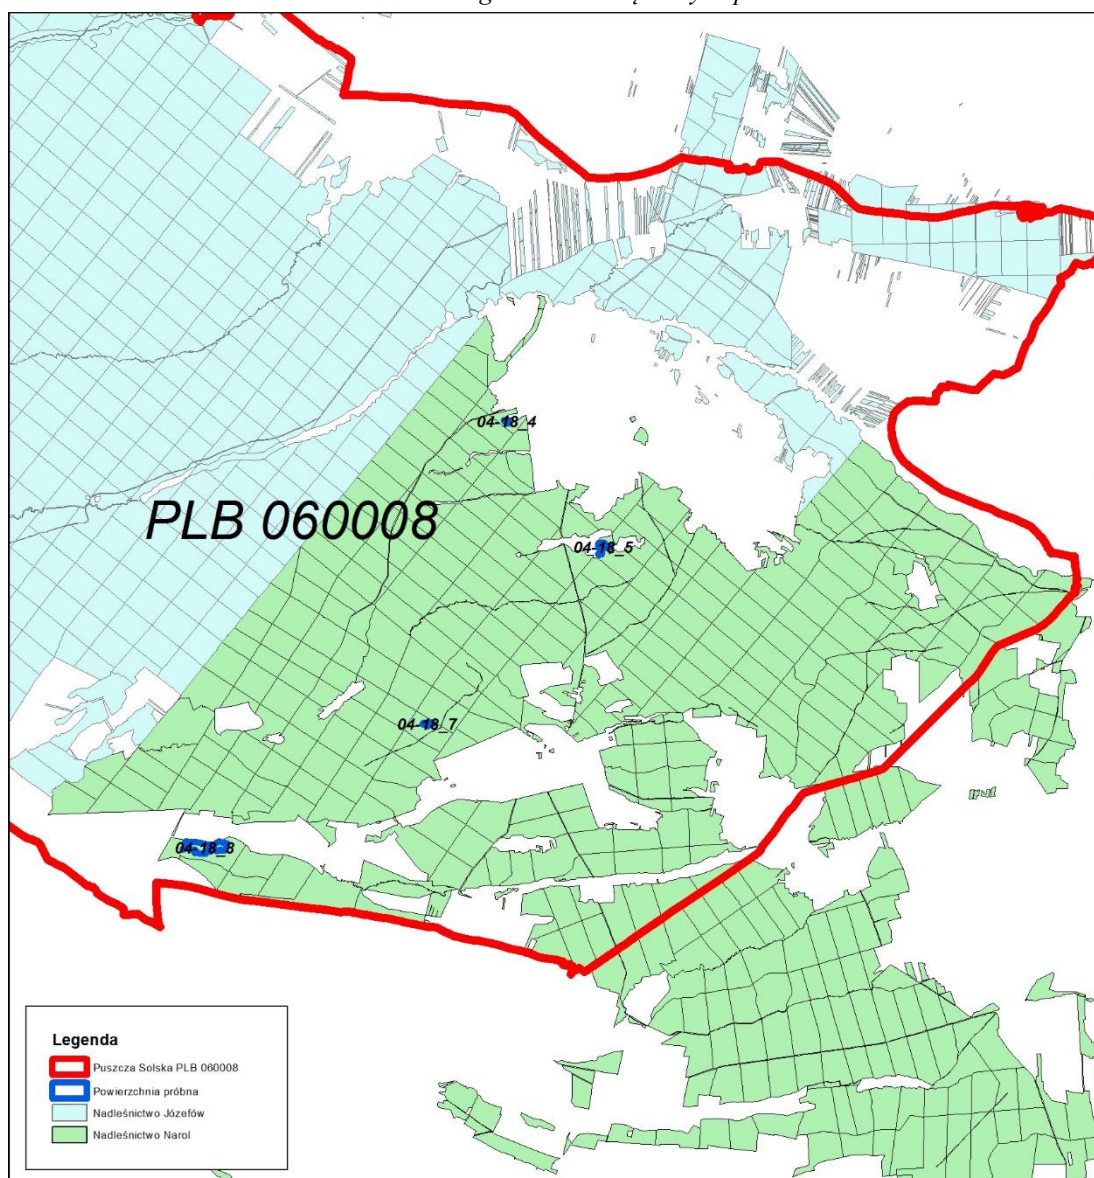 04-18_4
PLB 060008
04-18_5
04-18_7
04-18_8
Legenda
Puszcza Solska PLB 060008
Powierzchnia próbna
Nadleśnictwo Józefów
Nadleśnictwo Narol